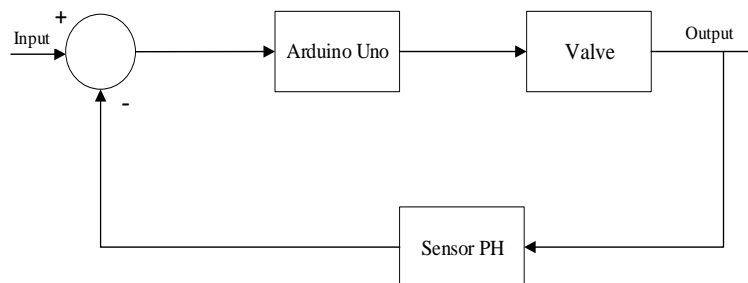 +
Input
Arduino Uno
Valve
Output
-
Sensor PH